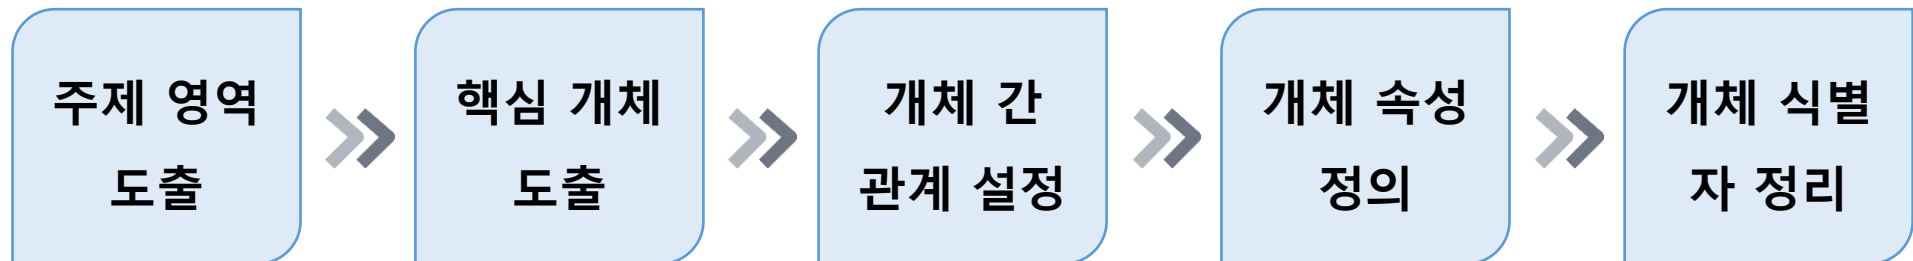 주제 영역
도출
핵심 개체
도출
개체 간
관계 설정
개체 속성
정의
개체 식별
자 정리